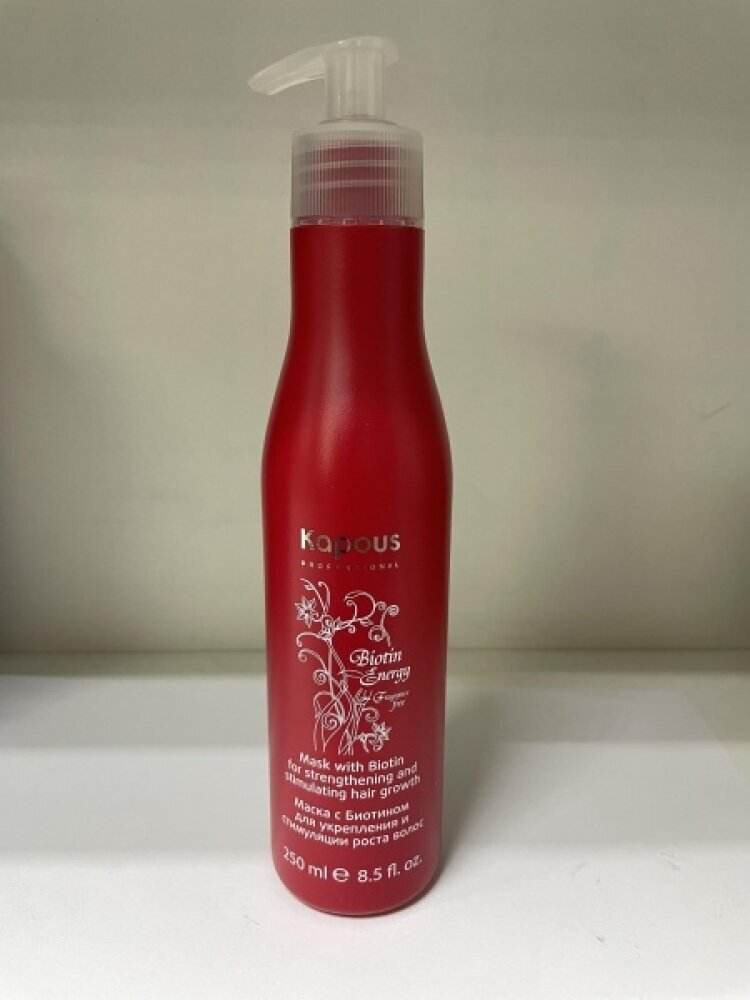 Kapous
PROFESSIONAL
Biotin
Energy
Fragrance
free
Mask with Biotin
for strengthening and
stimulating hair growth
Маска с Биотином
для укрепления и
стимуляции роста волос
250 ml ℮ 8.5 fl. oz.